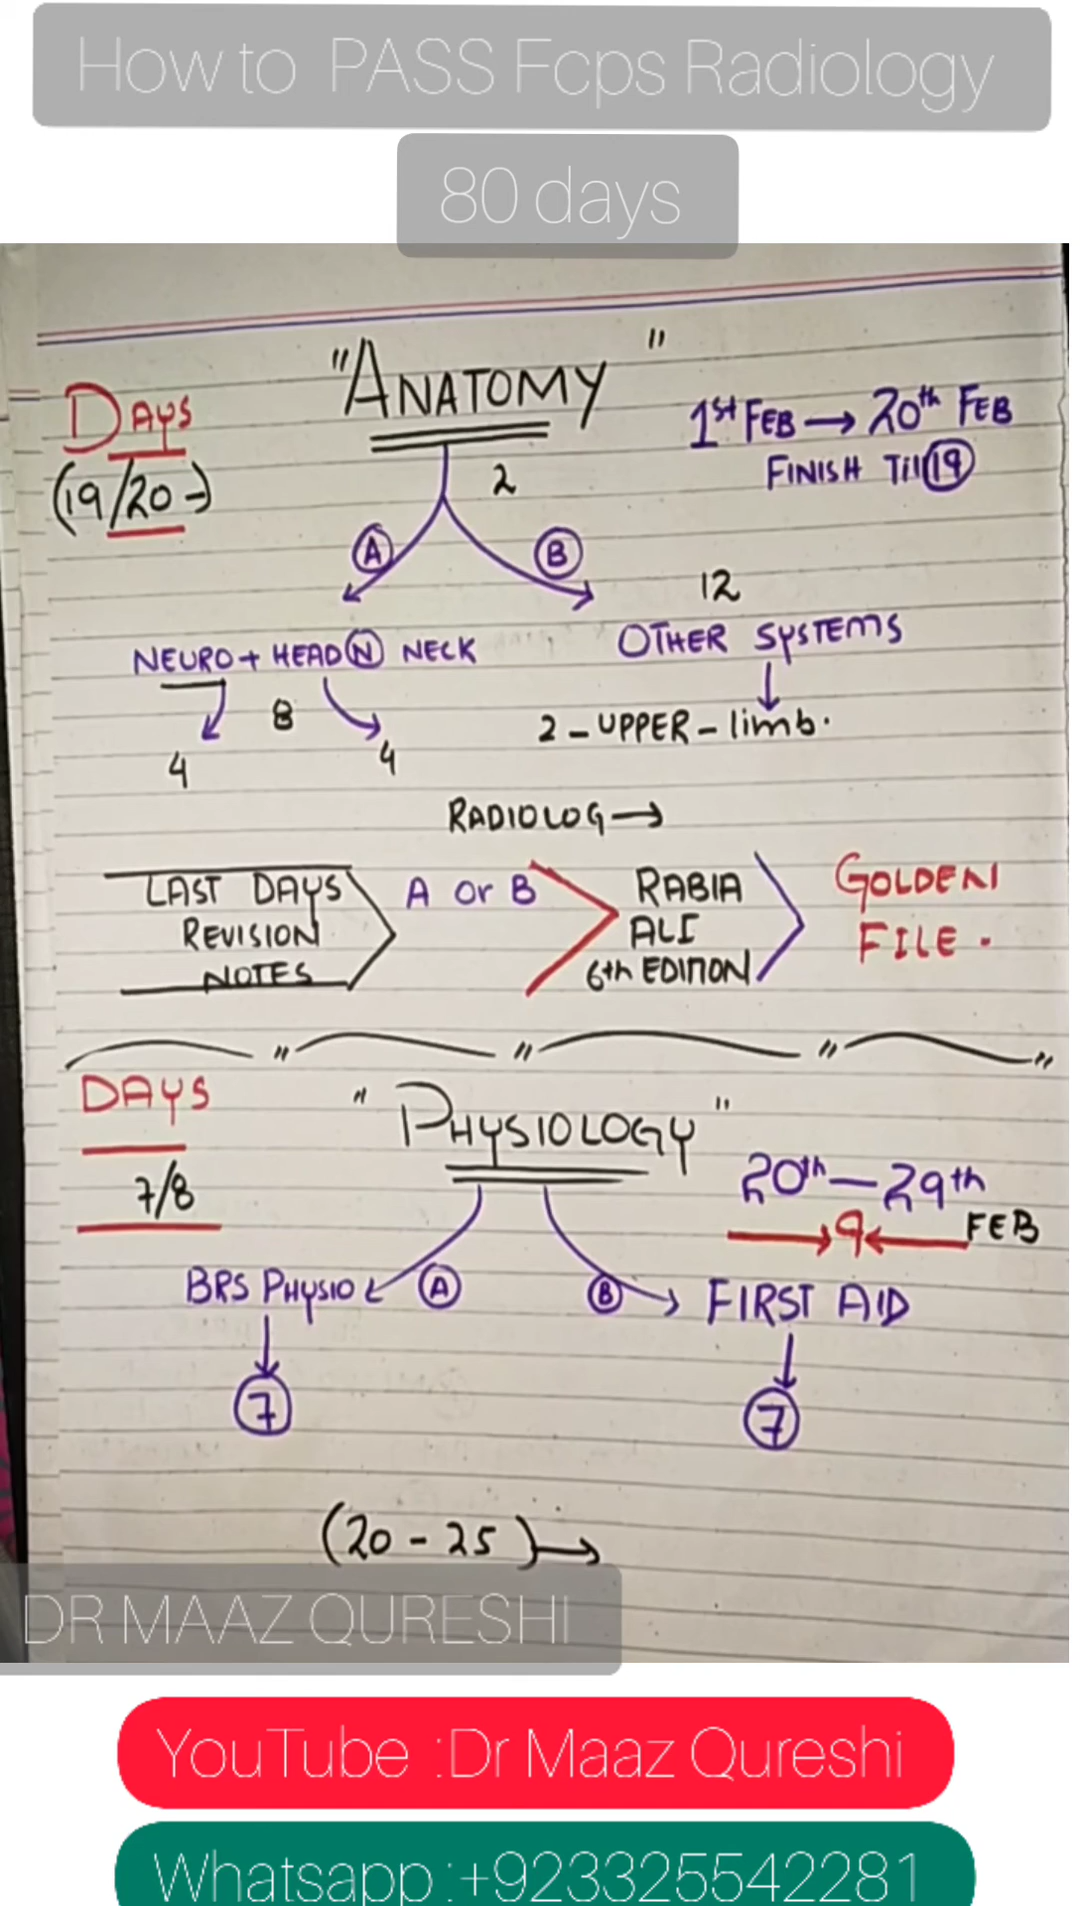 How to PASS Fcps Radiology
80 days
"ANATOMY"
DAYS
(19/20-)
1st FEB → 20th FEB
FINISH Till 19
2
A
B
12
NEURO + HEAD N NECK
OTHER SYSTEMS
8
4
4
2 - UPPER - limb.
RADIOLOG →
LAST DAYS
REVISION
NOTES
A or B
RABIA
ALI
6th EDITION
GOLDEN
FILE.
DAYS
7/8
"PHYSIOLOGY"
20th - 29th
9
FEB
BRS PHYSIO
A
B
FIRST AID
7
7
(20 - 25) →
DR MAAZ QURESHI
YouTube :Dr Maaz Qureshi
Whatsapp :+923325542281